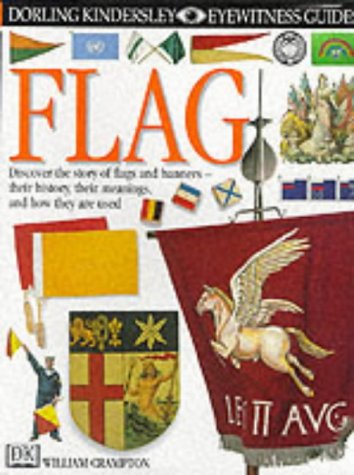 DORLING KINDERSLEY EYEWITNESS GUIDES
FLAG
Discover the story of flags and banners –
their history, their meanings,
and how they are used
LE II AVG
DK
WILLIAM CRAMPTON